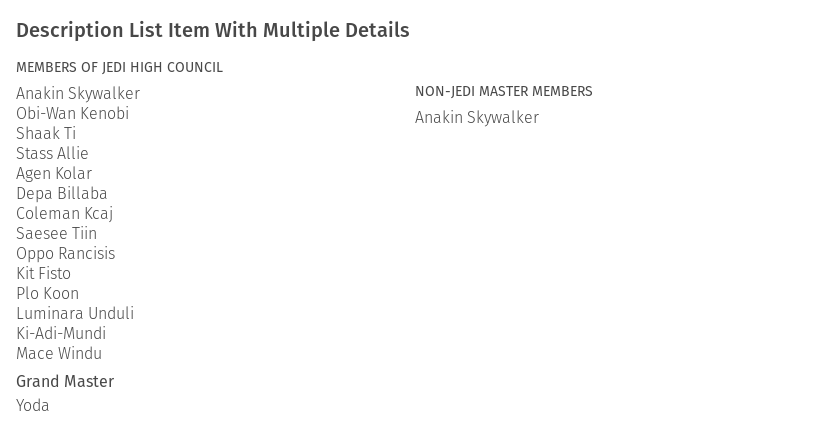 Description List Item With Multiple Details
MEMBERS OF JEDI HIGH COUNCIL
Anakin Skywalker
Obi-Wan Kenobi
Shaak Ti
Stass Allie
Agen Kolar
Depa Billaba
Coleman Kcaj
Saesee Tiin
Oppo Rancisis
Kit Fisto
Plo Koon
Luminara Unduli
Ki-Adi-Mundi
Mace Windu
Grand Master
Yoda
NON-JEDI MASTER MEMBERS
Anakin Skywalker